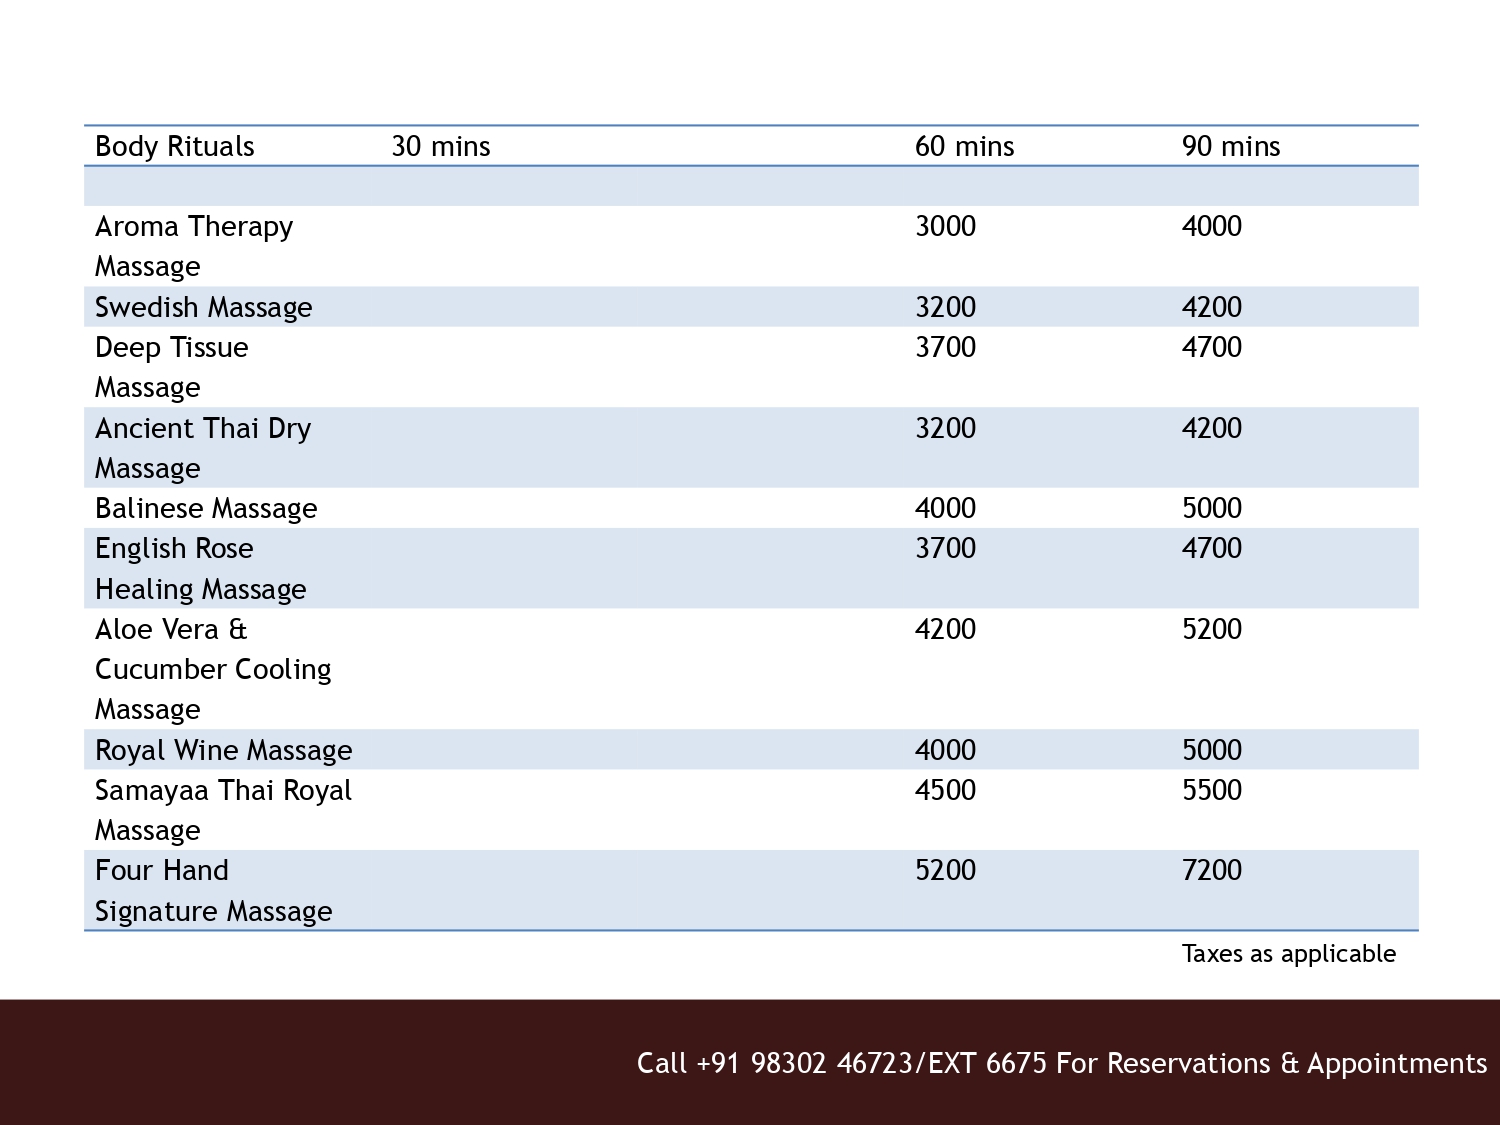 Body Rituals 30 mins 60 mins 90 mins
Aroma Therapy 3000 4000
Massage
Swedish Massage 3200 4200
Deep Tissue 3700 4700
Massage
Ancient Thai Dry 3200 4200
Massage
Balinese Massage 4000 5000
English Rose 3700 4700
Healing Massage
Aloe Vera & 4200 5200
Cucumber Cooling
Massage
Royal Wine Massage 4000 5000
Samayaa Thai Royal 4500 5500
Massage
Four Hand 5200 7200
Signature Massage
Taxes as applicable
Call +91 98302 46723/EXT 6675 For Reservations & Appointments